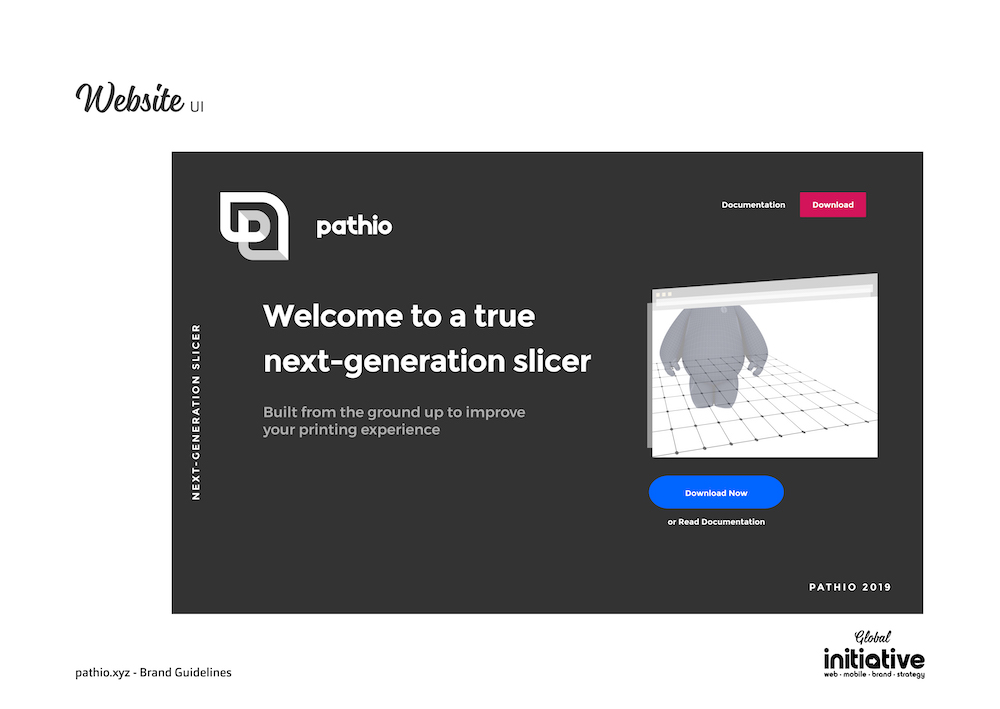 Website UI
pathio
Documentation
Download
NEXT-GENERATION SLICER
Welcome to a true
next-generation slicer
Built from the ground up to improve
your printing experience
Download Now
or Read Documentation
PATHIO 2019
pathio.xyz - Brand Guidelines
Global
initiative
web · mobile · brand · strategy